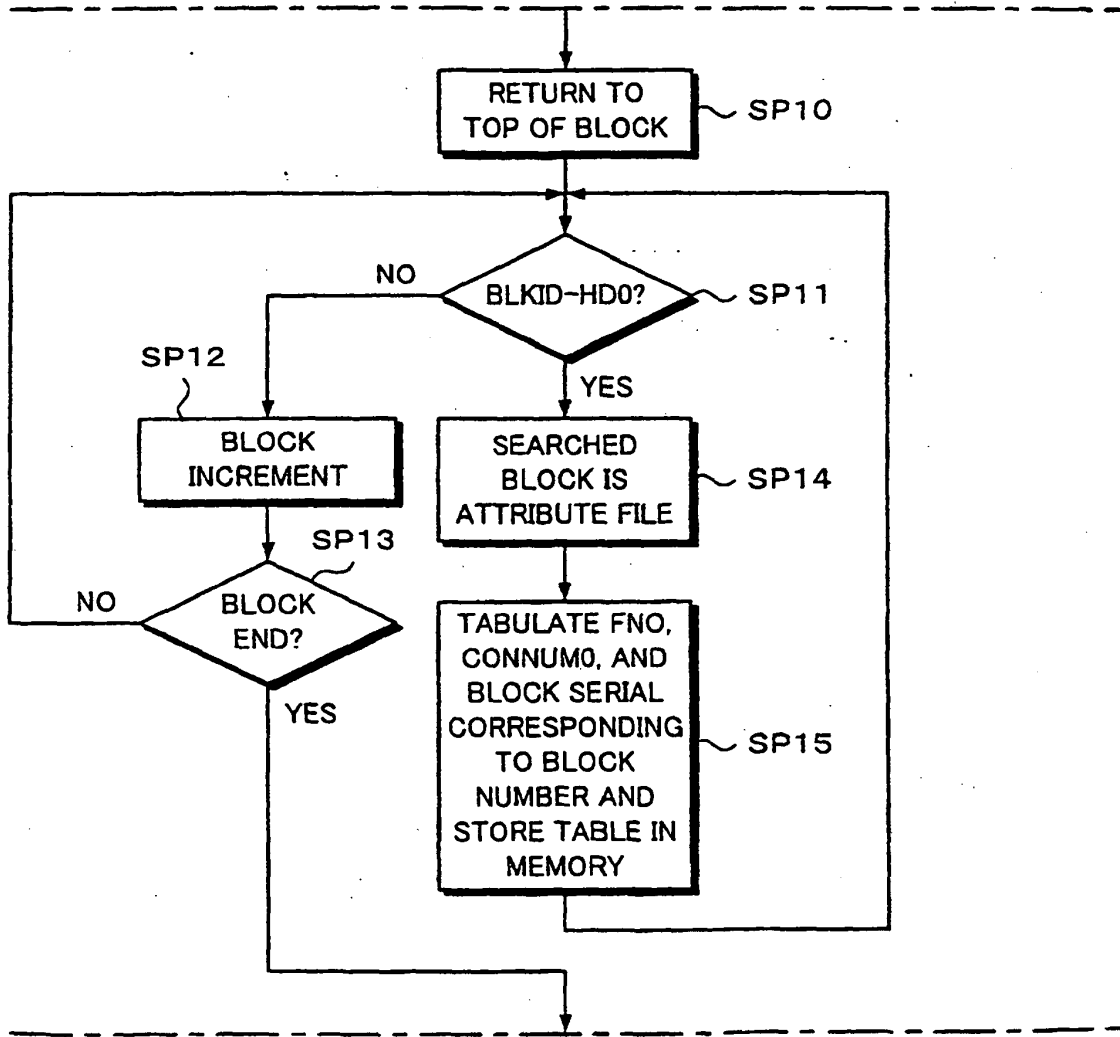 RETURN TO
TOP OF BLOCK
SP10
NO
BLKID-HD0?
SP11
YES
SP12
BLOCK
INCREMENT
SEARCHED
BLOCK IS
ATTRIBUTE FILE
SP14
SP13
NO
BLOCK
END?
YES
TABULATE FNO,
CONNUM0, AND
BLOCK SERIAL
CORRESPONDING
TO BLOCK
NUMBER AND
STORE TABLE IN
MEMORY
SP15